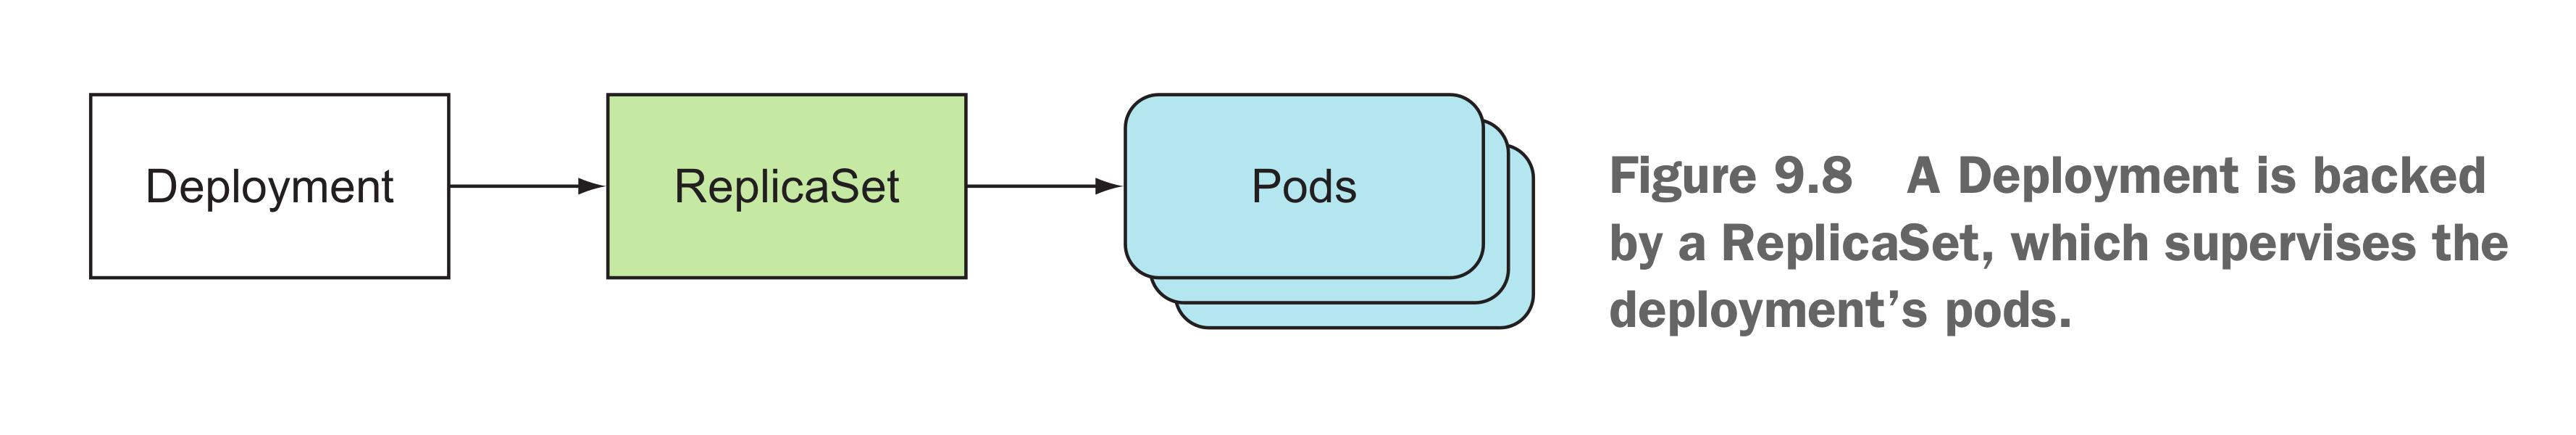 Deployment
ReplicaSet
Pods
Figure 9.8 A Deployment is backed
by a ReplicaSet, which supervises the
deployment’s pods.